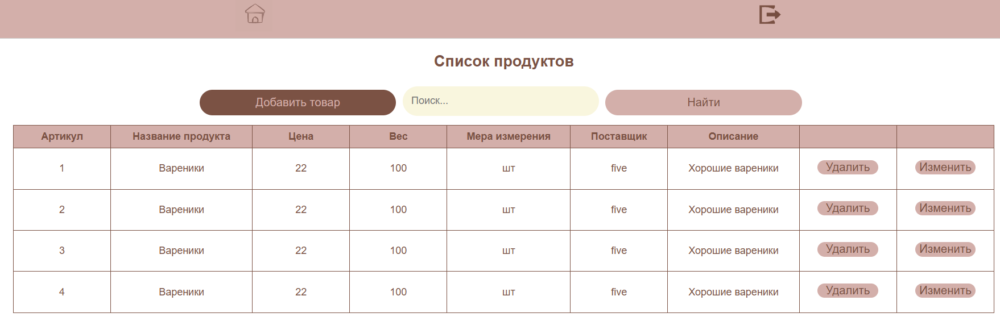 Список продуктов
Добавить товар Поиск... Найти
Артикул Название продукта Цена Вес Мера измерения Поставщик Описание
1 Вареники 22 100 шт five Хорошие вареники Удалить Изменить
2 Вареники 22 100 шт five Хорошие вареники Удалить Изменить
3 Вареники 22 100 шт five Хорошие вареники Удалить Изменить
4 Вареники 22 100 шт five Хорошие вареники Удалить Изменить